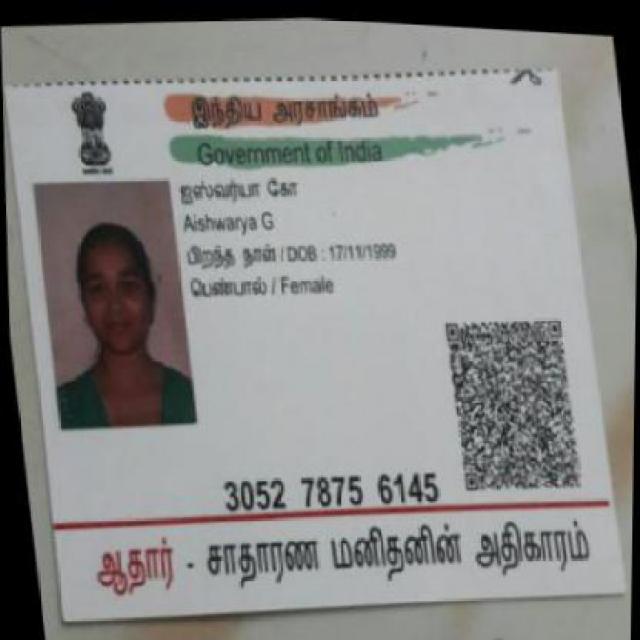 இந்திய அரசாங்கம்
Government of India
ஐஸ்வர்யா கோ
Aishwarya G
பிறந்த நாள் / DOB : 17/11/1999
பெண்பால் / Female
3052 7875 6145
ஆதார் - சாதாரண மனிதனின் அதிகாரம்